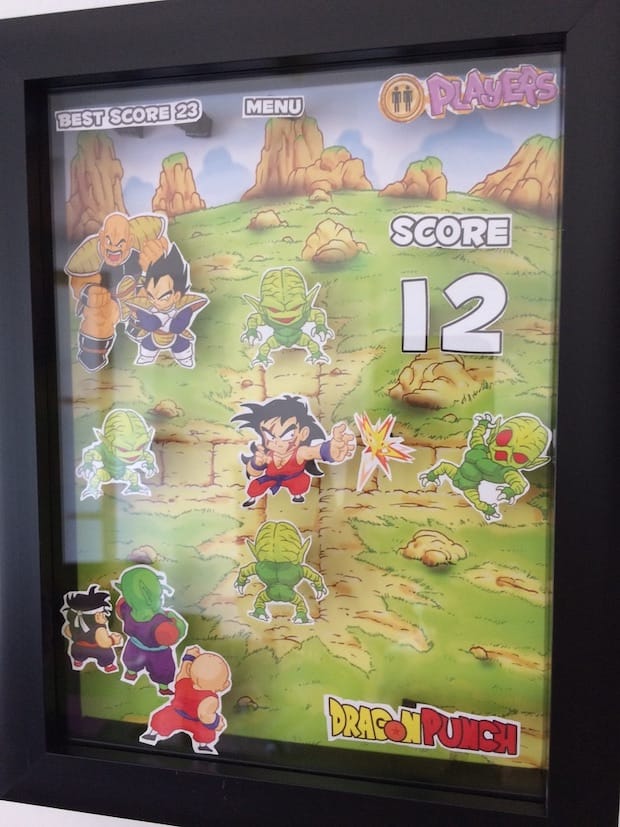 BEST SCORE 23
MENU
PLAYERS
SCORE
12
DRAGON PUNCH